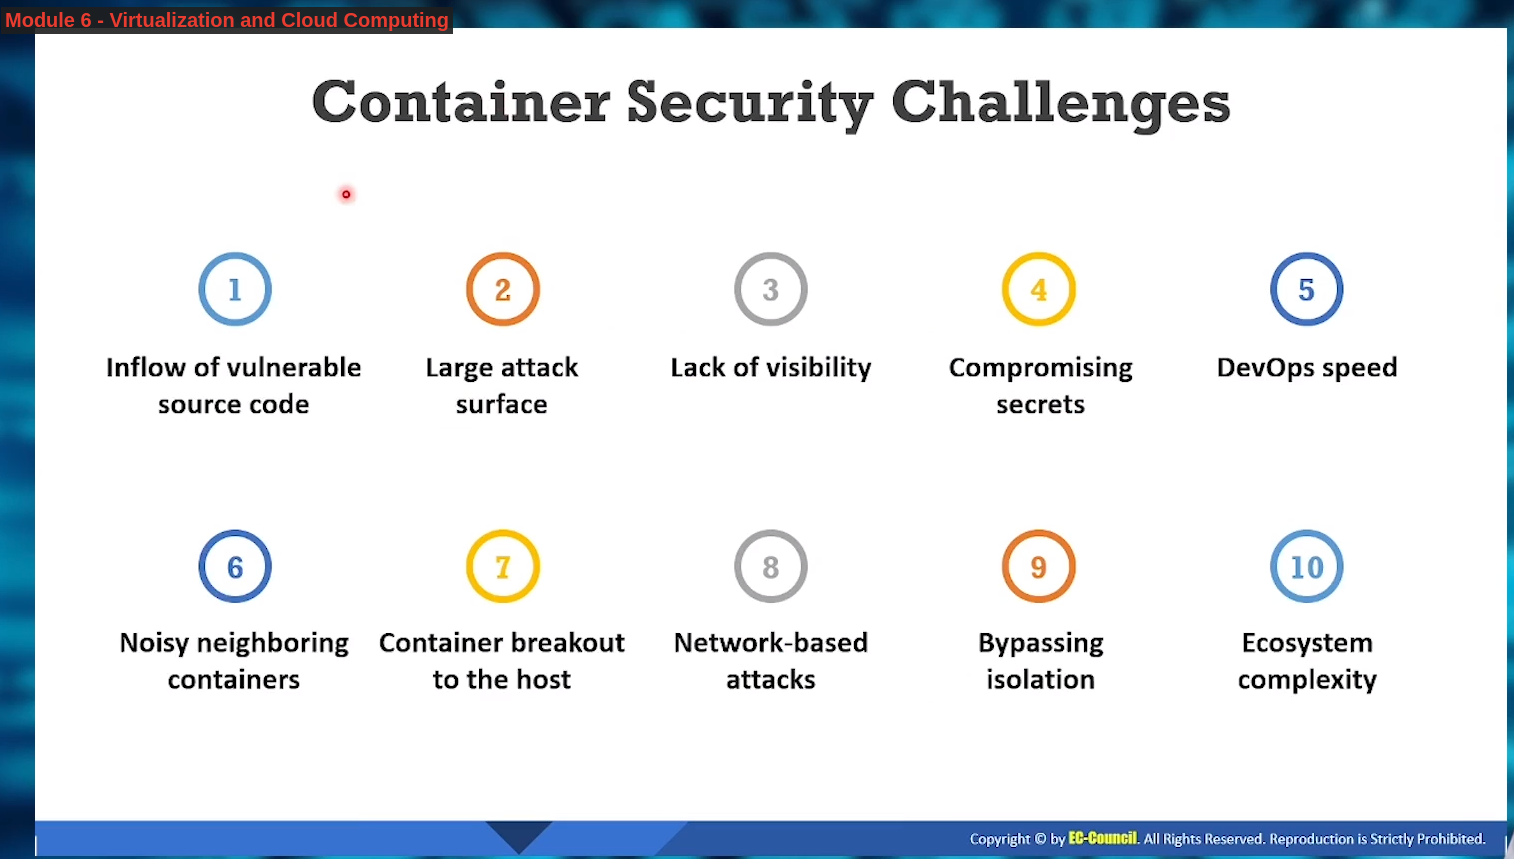 Module 6 - Virtualization and Cloud Computing
Container Security Challenges
1
Inflow of vulnerable
source code
2
Large attack
surface
3
Lack of visibility
4
Compromising
secrets
5
DevOps speed
6
Noisy neighboring
containers
7
Container breakout
to the host
8
Network-based
attacks
9
Bypassing
isolation
10
Ecosystem
complexity
Copyright © by EC-Council. All Rights Reserved. Reproduction is Strictly Prohibited.